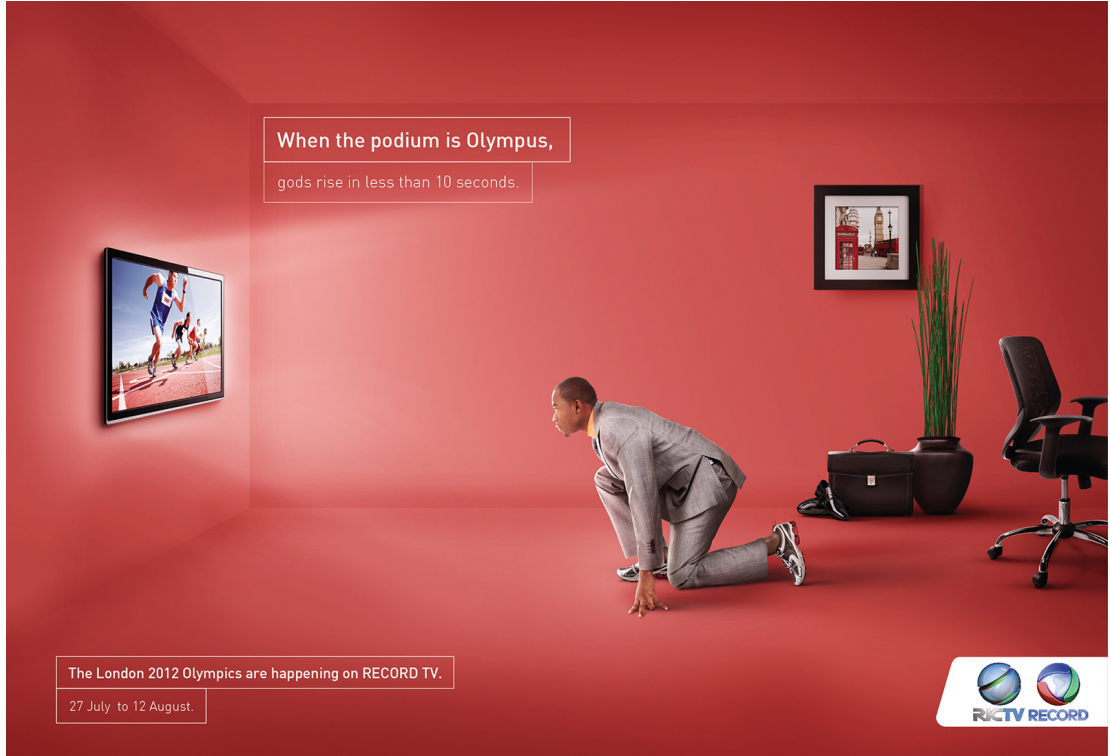 When the podium is Olympus,
gods rise in less than 10 seconds.
The London 2012 Olympics are happening on RECORD TV.
27 July to 12 August.
RICTV RECORD